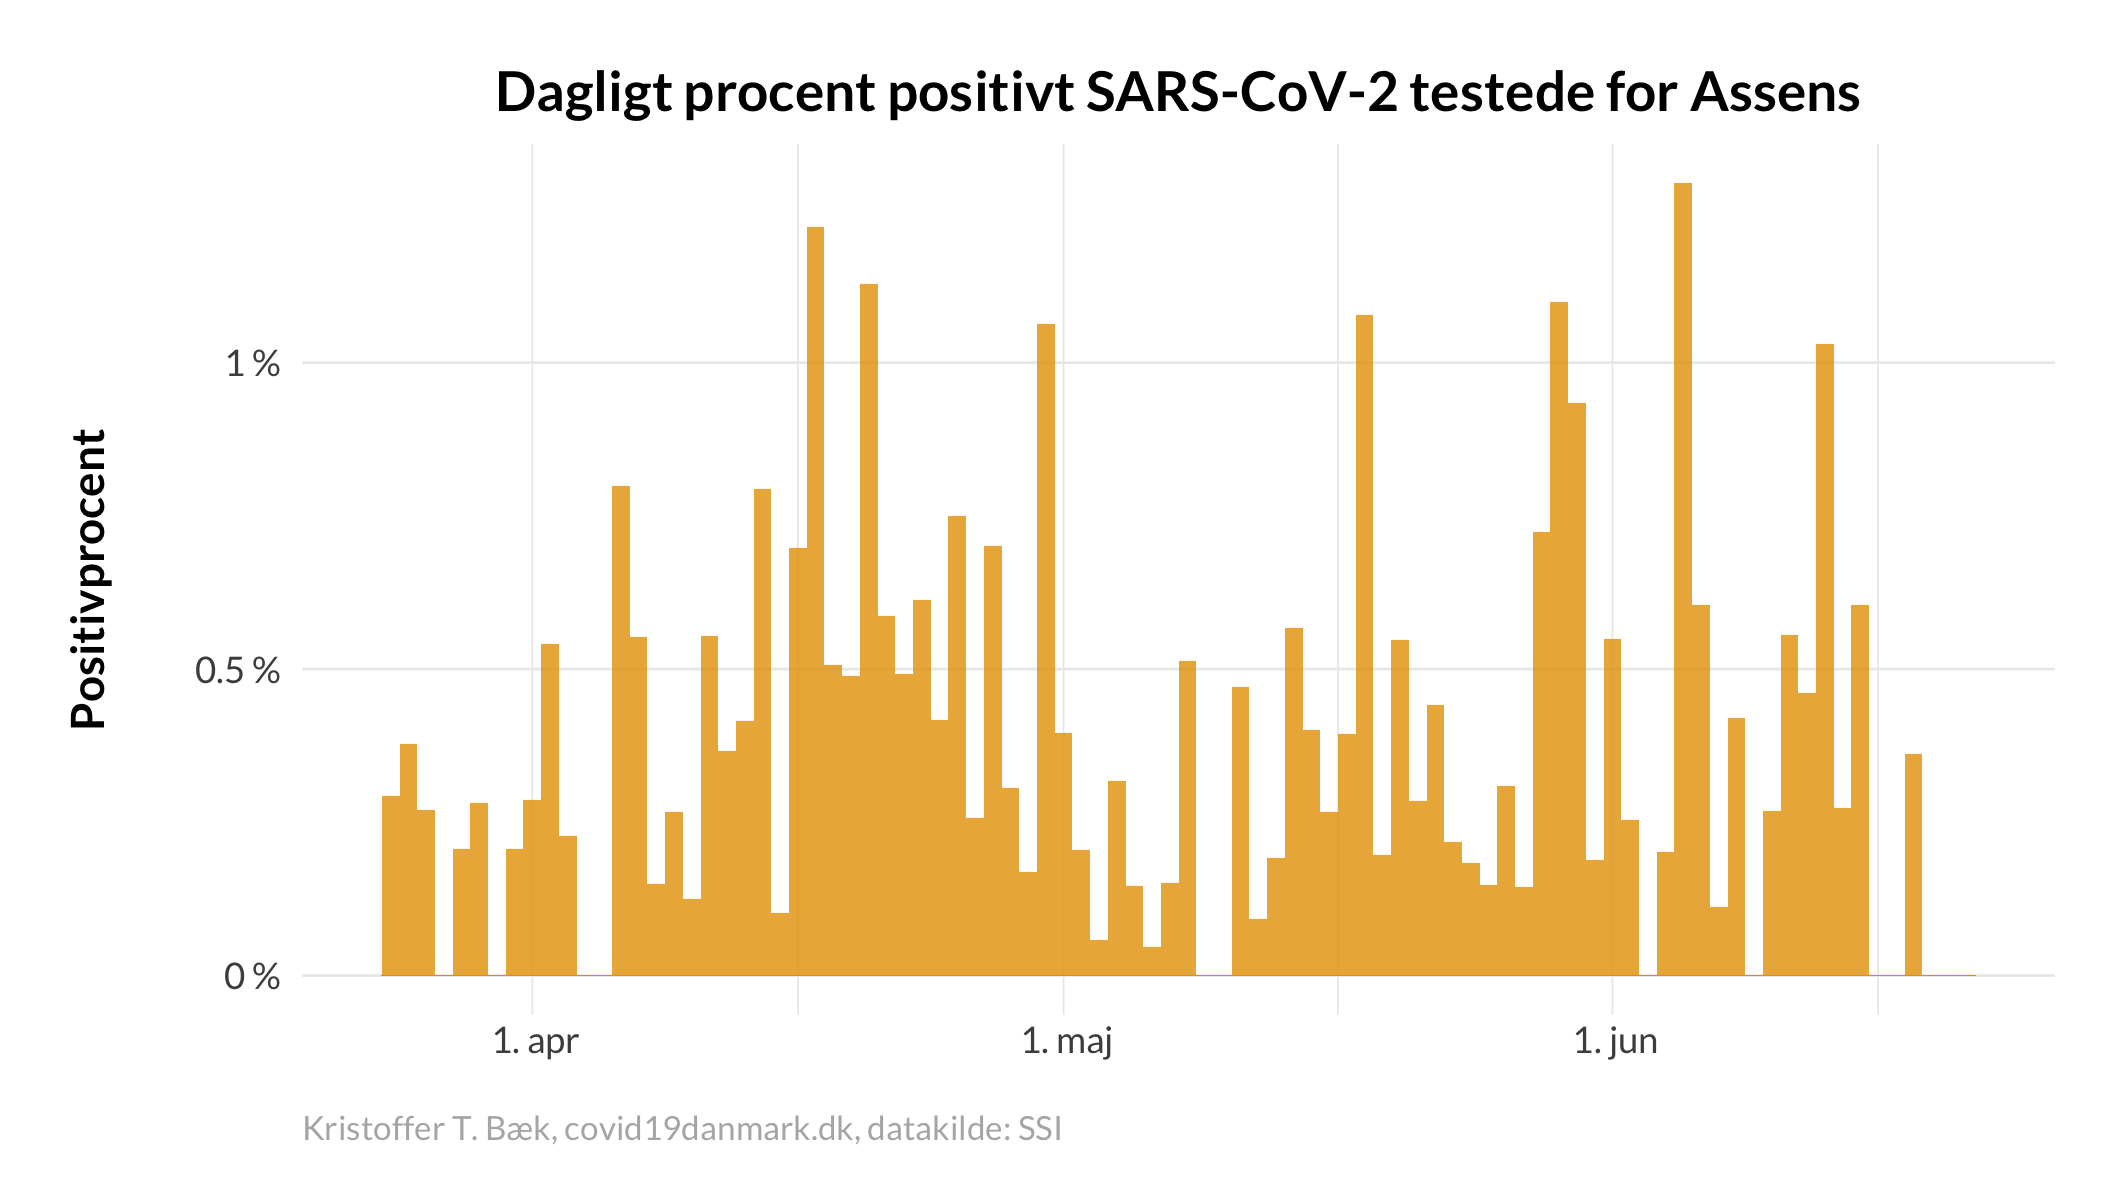 Dagligt procent positivt SARS-CoV-2 testede for Assens
Positivprocent
1 %
0.5 %
0 %
1. apr
1. maj
1. jun
Kristoffer T. Bæk, covid19danmark.dk, datakilde: SSI